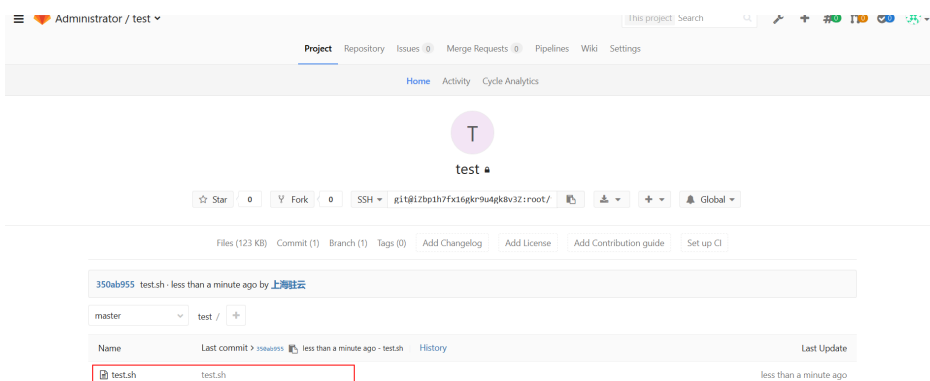 Administrator / test
This project Search
Project Repository Issues 0 Merge Requests 0 Pipelines Wiki Settings
Home Activity Cycle Analytics
T
test
Star 0 Fork 0 SSH git@iZbp1h7fx16gkr9u4gk8v3Z:root/ Global
Files (123 KB) Commit (1) Branch (1) Tags (0) Add Changelog Add License Add Contribution guide Set up CI
350ab955 test.sh · less than a minute ago by 上海驻云
master test / +
Name Last commit > 350ab955 less than a minute ago - test.sh History Last Update
test.sh test.sh less than a minute ago